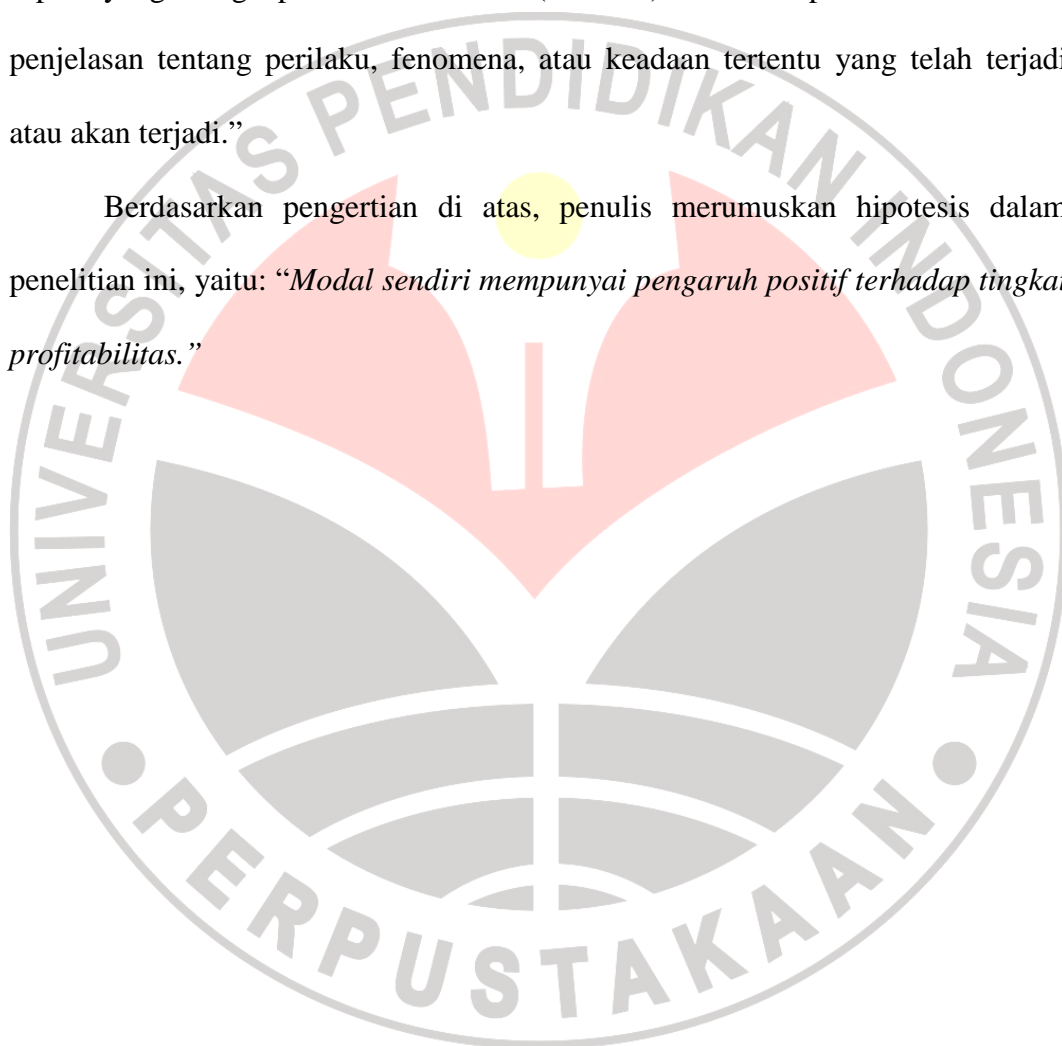 penjelasan tentang perilaku, fenomena, atau keadaan tertentu yang telah terjadi
atau akan terjadi.”
Berdasarkan pengertian di atas, penulis merumuskan hipotesis dalam
penelitian ini, yaitu: “Modal sendiri mempunyai pengaruh positif terhadap tingkat
profitabilitas.”
UNIVERSITAS PENDIDIKAN INDONESIA
PERPUSTAKAAN